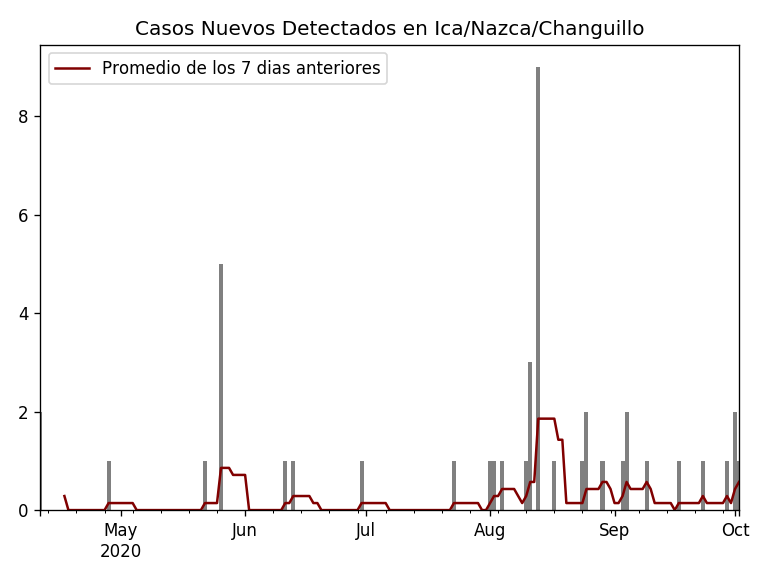 Casos Nuevos Detectados en Ica/Nazca/Changuillo
Promedio de los 7 dias anteriores
8
6
4
2
0
May Jun Jul Aug Sep Oct
2020